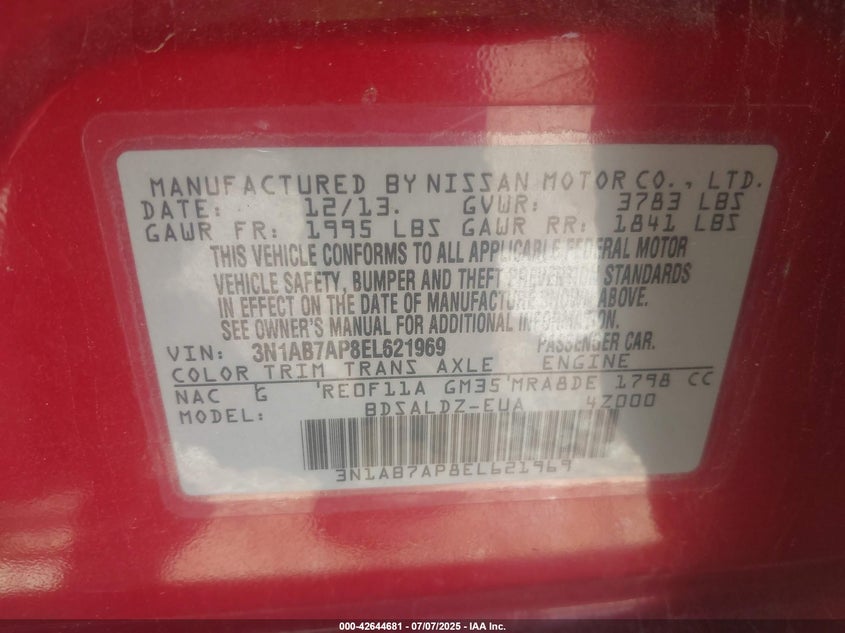 MANUFACTURED BY NISSAN MOTOR CO., LTD.
DATE: 12/13. GVWR: 3783 LBS
GAWR FR: 1995 LBS GAWR RR: 1841 LBS
THIS VEHICLE CONFORMS TO ALL APPLICABLE FEDERAL MOTOR
VEHICLE SAFETY, BUMPER AND THEFT PREVENTION STANDARDS
IN EFFECT ON THE DATE OF MANUFACTURE SHOWN ABOVE.
SEE OWNER'S MANUAL FOR ADDITIONAL INFORMATION.
VIN: 3N1AB7AP8EL621969 PASSENGER CAR.
COLOR TRIM TRANS AXLE ENGINE
NAC G 'RE0F11A GM35'MRA8DE 1798 CC
MODEL: BDSALDZ-EUA 4Z000
3N1AB7AP8EL621969
000-42644681 | 07/07/2025 - IAA Inc.